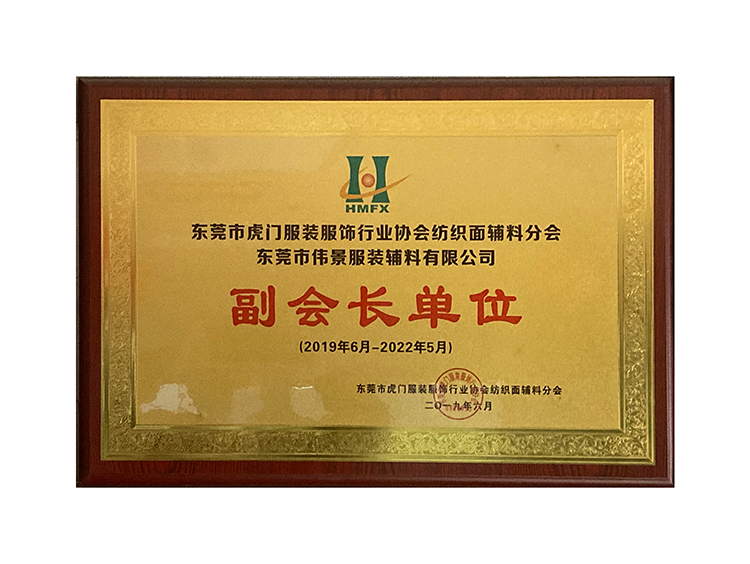 HMFX
东莞市虎门服装服饰行业协会纺织面辅料分会
东莞市伟景服装辅料有限公司
副会长单位
(2019年6月-2022年5月)
东莞市虎门服装服饰行业协会纺织面辅料分会
二〇一九年六月